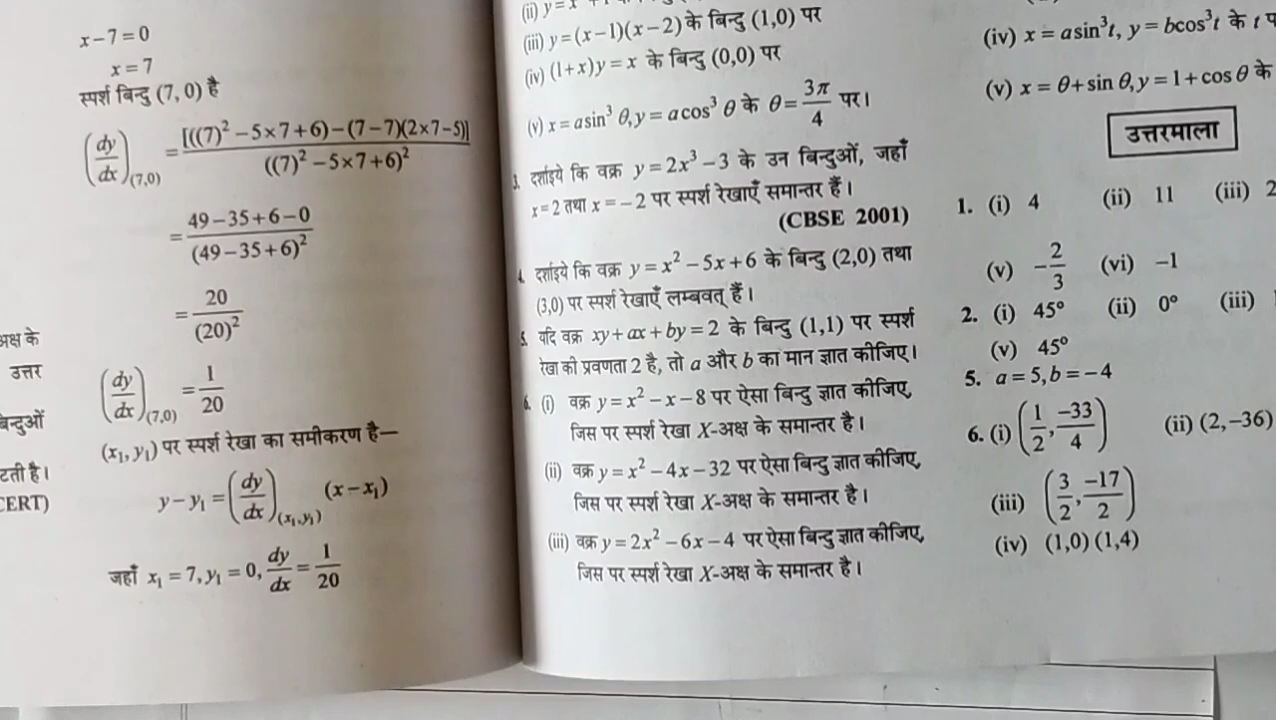 अक्ष के
उत्तर
बिन्दुओं
टती है।
CERT)
x−7=0
x=7
स्पर्श बिन्दु (7, 0) है
(dy/dx)_(7,0) = [((7)² −5×7+6)−(7−7)(2×7−5)] / ((7)² −5×7+6)²
= (49−35+6−0) / (49−35+6)²
= 20 / (20)²
(dy/dx)_(7,0) = 1/20
(x₁, y₁) पर स्पर्श रेखा का समीकरण है—
y−y₁ = (dy/dx)_(x₁,y₁) (x−x₁)
जहाँ x₁ = 7, y₁ = 0, dy/dx = 1/20
(iii) y=(x−1)(x−2) के बिन्दु (1,0) पर
(iv) (1+x)y=x के बिन्दु (0,0) पर
(v) x=asin³ θ, y=acos³ θ के θ= 3π/4 पर।
3. दर्शाइये कि वक्र y=2x³ −3 के उन बिन्दुओं, जहाँ
x=2 तथा x=−2 पर स्पर्श रेखाएँ समान्तर हैं।
(CBSE 2001)
4. दर्शाइये कि वक्र y=x² −5x+6 के बिन्दु (2,0) तथा
(3,0) पर स्पर्श रेखाएँ लम्बवत् हैं।
5. यदि वक्र xy+ax+by=2 के बिन्दु (1,1) पर स्पर्श
रेखा की प्रवणता 2 है, तो a और b का मान ज्ञात कीजिए।
6. (i) वक्र y=x² −x−8 पर ऐसा बिन्दु ज्ञात कीजिए,
जिस पर स्पर्श रेखा X-अक्ष के समान्तर है।
(ii) वक्र y=x² −4x−32 पर ऐसा बिन्दु ज्ञात कीजिए,
जिस पर स्पर्श रेखा X-अक्ष के समान्तर है।
(iii) वक्र y=2x² −6x−4 पर ऐसा बिन्दु ज्ञात कीजिए,
जिस पर स्पर्श रेखा X-अक्ष के समान्तर है।
(iv) x = asin³t, y = bcos³t के t
(v) x = θ+sin θ, y=1+cos θ के
उत्तरमाला
1. (i) 4 (ii) 11 (iii) 2
(v) −2/3 (vi) −1
2. (i) 45° (ii) 0° (iii)
(v) 45°
5. a=5, b=−4
6. (i) (1/2, −33/4) (ii) (2,−36)
(iii) (3/2, −17/2)
(iv) (1,0) (1,4)